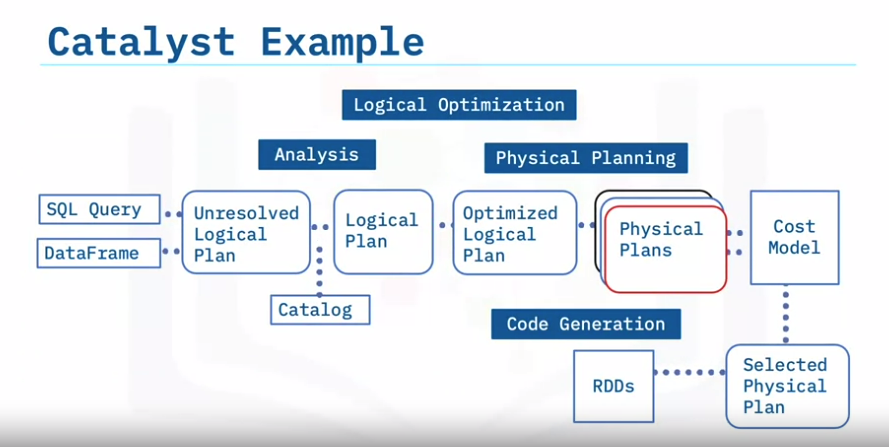 Catalyst Example
Logical Optimization
Analysis
Physical Planning
SQL Query
DataFrame
Unresolved
Logical
Plan
Logical
Plan
Optimized
Logical
Plan
Physical
Plans
Cost
Model
Catalog
Code Generation
RDDs
Selected
Physical
Plan